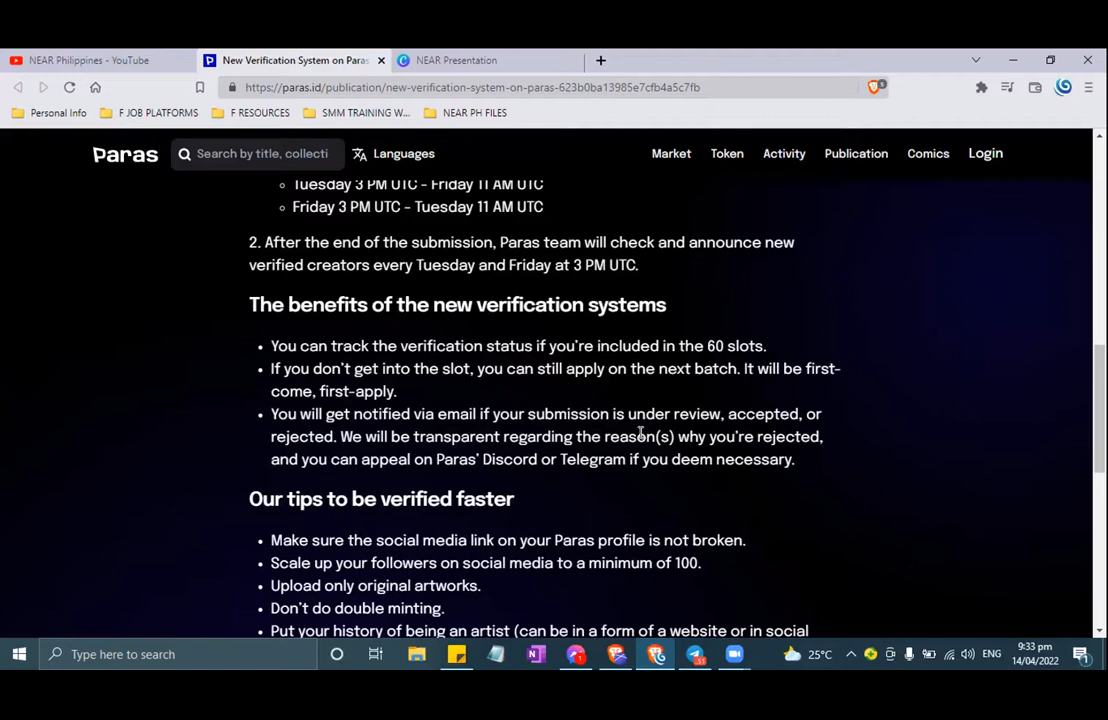 NEAR Philippines - YouTube
New Verification System on Paras
NEAR Presentation
https://paras.id/publication/new-verification-system-on-paras-623b0ba13985e7cfb4a5c7fb
Personal Info
F JOB PLATFORMS
F RESOURCES
SMM TRAINING W...
NEAR PH FILES
Paras
Search by title, collecti
Languages
Market
Token
Activity
Publication
Comics
Login
Tuesday 3 PM UTC - Friday 11 AM UTC
Friday 3 PM UTC - Tuesday 11 AM UTC
2. After the end of the submission, Paras team will check and announce new
verified creators every Tuesday and Friday at 3 PM UTC.
The benefits of the new verification systems
• You can track the verification status if you're included in the 60 slots.
• If you don't get into the slot, you can still apply on the next batch. It will be first-
come, first-apply.
• You will get notified via email if your submission is under review, accepted, or
rejected. We will be transparent regarding the reason(s) why you're rejected,
and you can appeal on Paras' Discord or Telegram if you deem necessary.
Our tips to be verified faster
• Make sure the social media link on your Paras profile is not broken.
• Scale up your followers on social media to a minimum of 100.
• Upload only original artworks.
• Don't do double minting.
• Put your history of being an artist (can be in a form of a website or in social
Type here to search
25°C
ENG
9:33 pm
14/04/2022